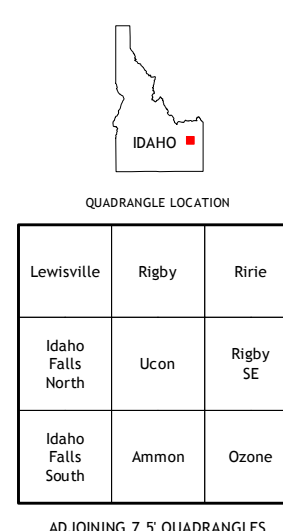 IDAHO
QUADRANGLE LOCATION
Lewisville Rigby Ririe
Idaho Falls North Ucon Rigby SE
Idaho Falls South Ammon Ozone
ADJOINING 7.5' QUADRANGLES